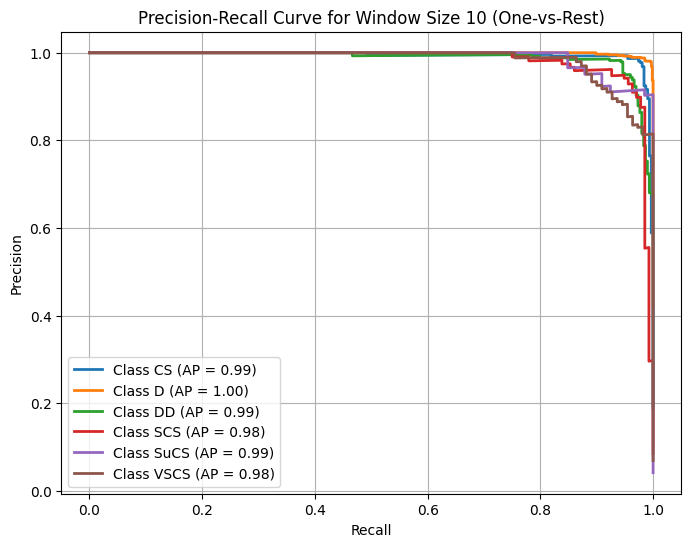 Precision-Recall Curve for Window Size 10 (One-vs-Rest)
1.0
0.8
0.6
0.4
0.2
0.0
Precision
Class CS (AP = 0.99)
Class D (AP = 1.00)
Class DD (AP = 0.99)
Class SCS (AP = 0.98)
Class SuCS (AP = 0.99)
Class VSCS (AP = 0.98)
0.0 0.2 0.4 0.6 0.8 1.0
Recall